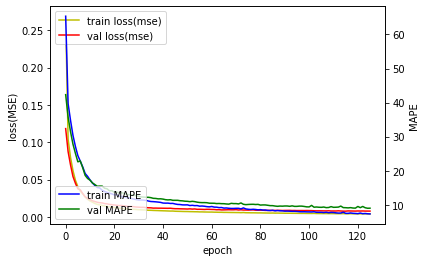 train loss(mse)
val loss(mse)
train MAPE
val MAPE
loss(MSE)
0.25
0.20
0.15
0.10
0.05
0.00
60
50
40
30
20
10
MAPE
0 20 40 60 80 100 120
epoch